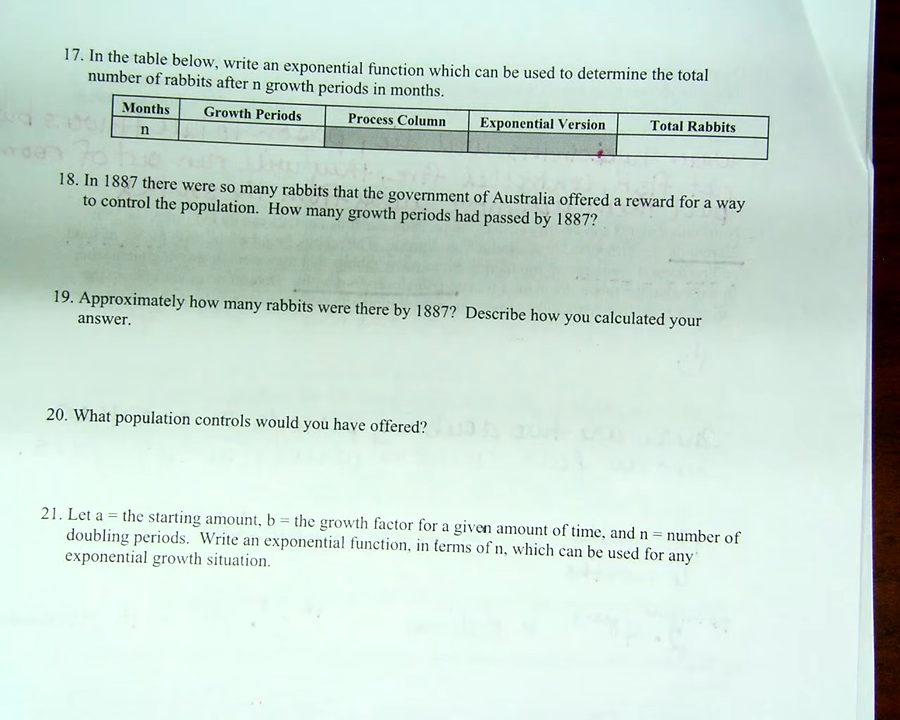 17. In the table below, write an exponential function which can be used to determine the total
number of rabbits after n growth periods in months.
Months Growth Periods Process Column Exponential Version Total Rabbits
n
18. In 1887 there were so many rabbits that the government of Australia offered a reward for a way
to control the population. How many growth periods had passed by 1887?
19. Approximately how many rabbits were there by 1887? Describe how you calculated your
answer.
20. What population controls would you have offered?
21. Let a = the starting amount, b = the growth factor for a given amount of time, and n = number of
doubling periods. Write an exponential function, in terms of n, which can be used for any
exponential growth situation.